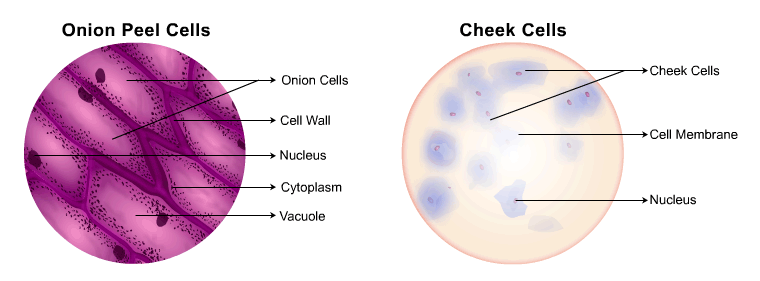 Onion Peel Cells
Onion Cells
Cell Wall
Nucleus
Cytoplasm
Vacuole
Cheek Cells
Cheek Cells
Cell Membrane
Nucleus